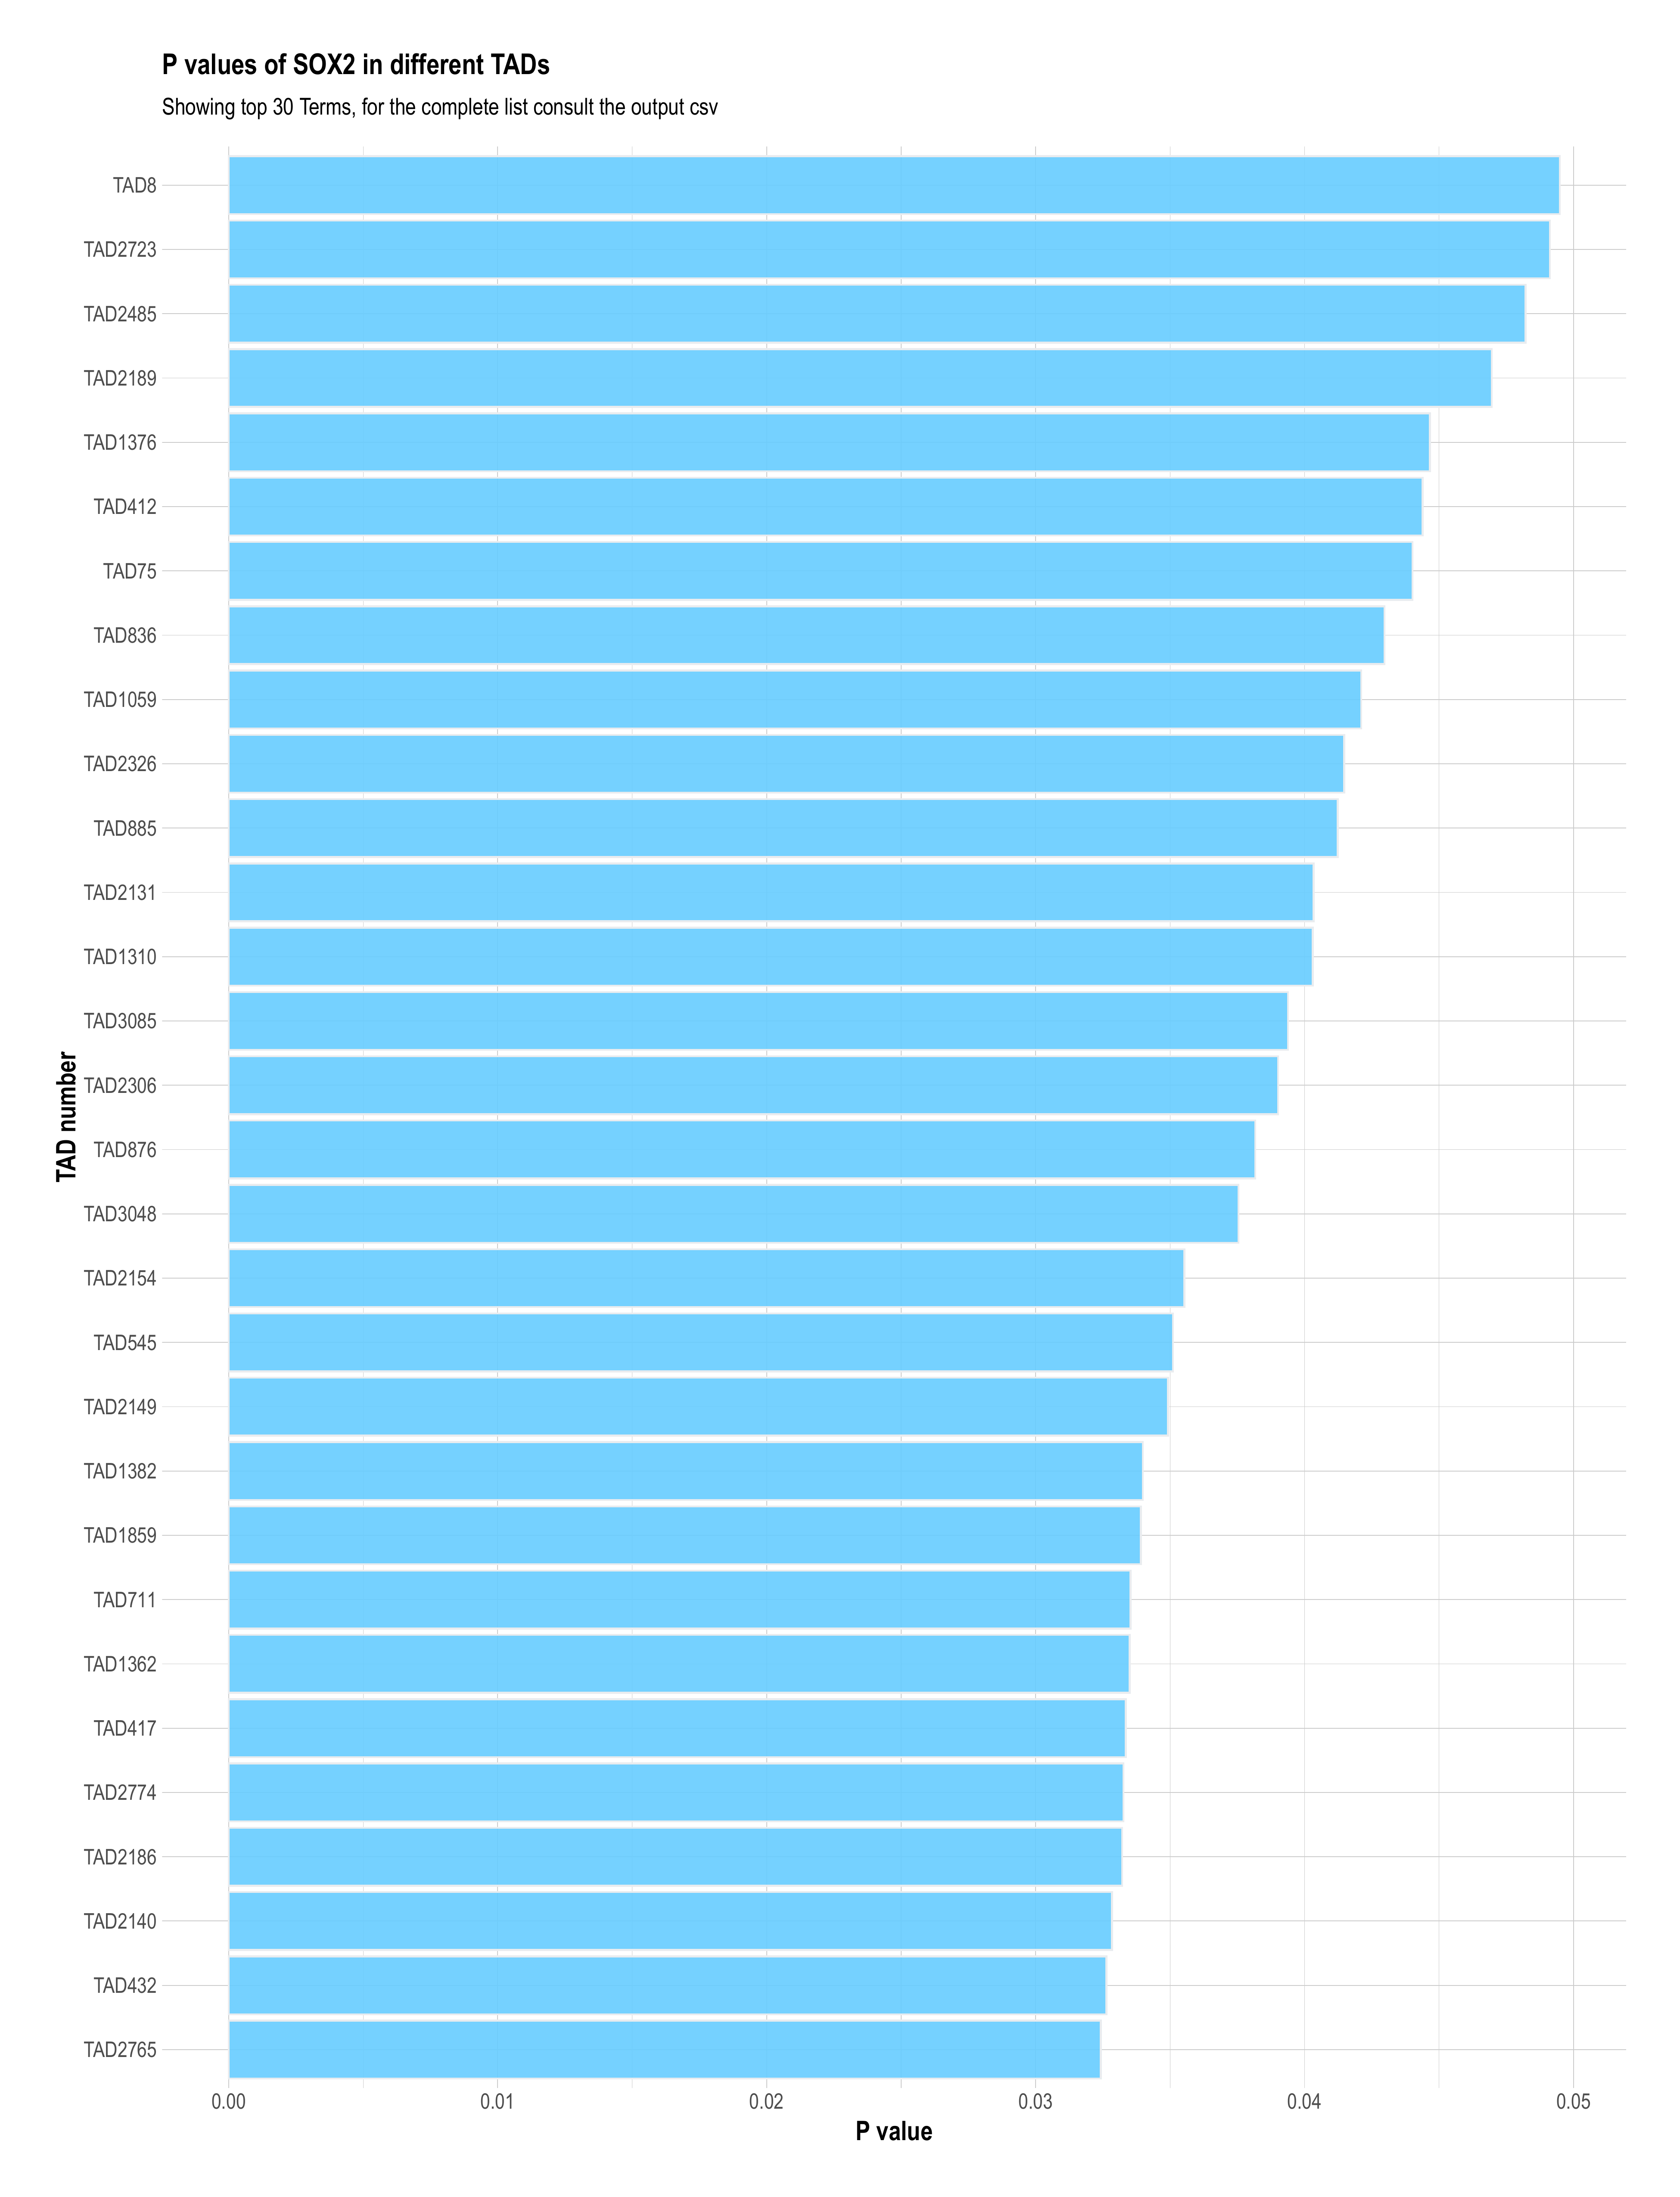 P values of SOX2 in different TADs
Showing top 30 Terms, for the complete list consult the output csv
TAD number
TAD8
TAD2723
TAD2485
TAD2189
TAD1376
TAD412
TAD75
TAD836
TAD1059
TAD2326
TAD885
TAD2131
TAD1310
TAD3085
TAD2306
TAD876
TAD3048
TAD2154
TAD545
TAD2149
TAD1382
TAD1859
TAD711
TAD1362
TAD417
TAD2774
TAD2186
TAD2140
TAD432
TAD2765
0.00 0.01 0.02 0.03 0.04 0.05
P value